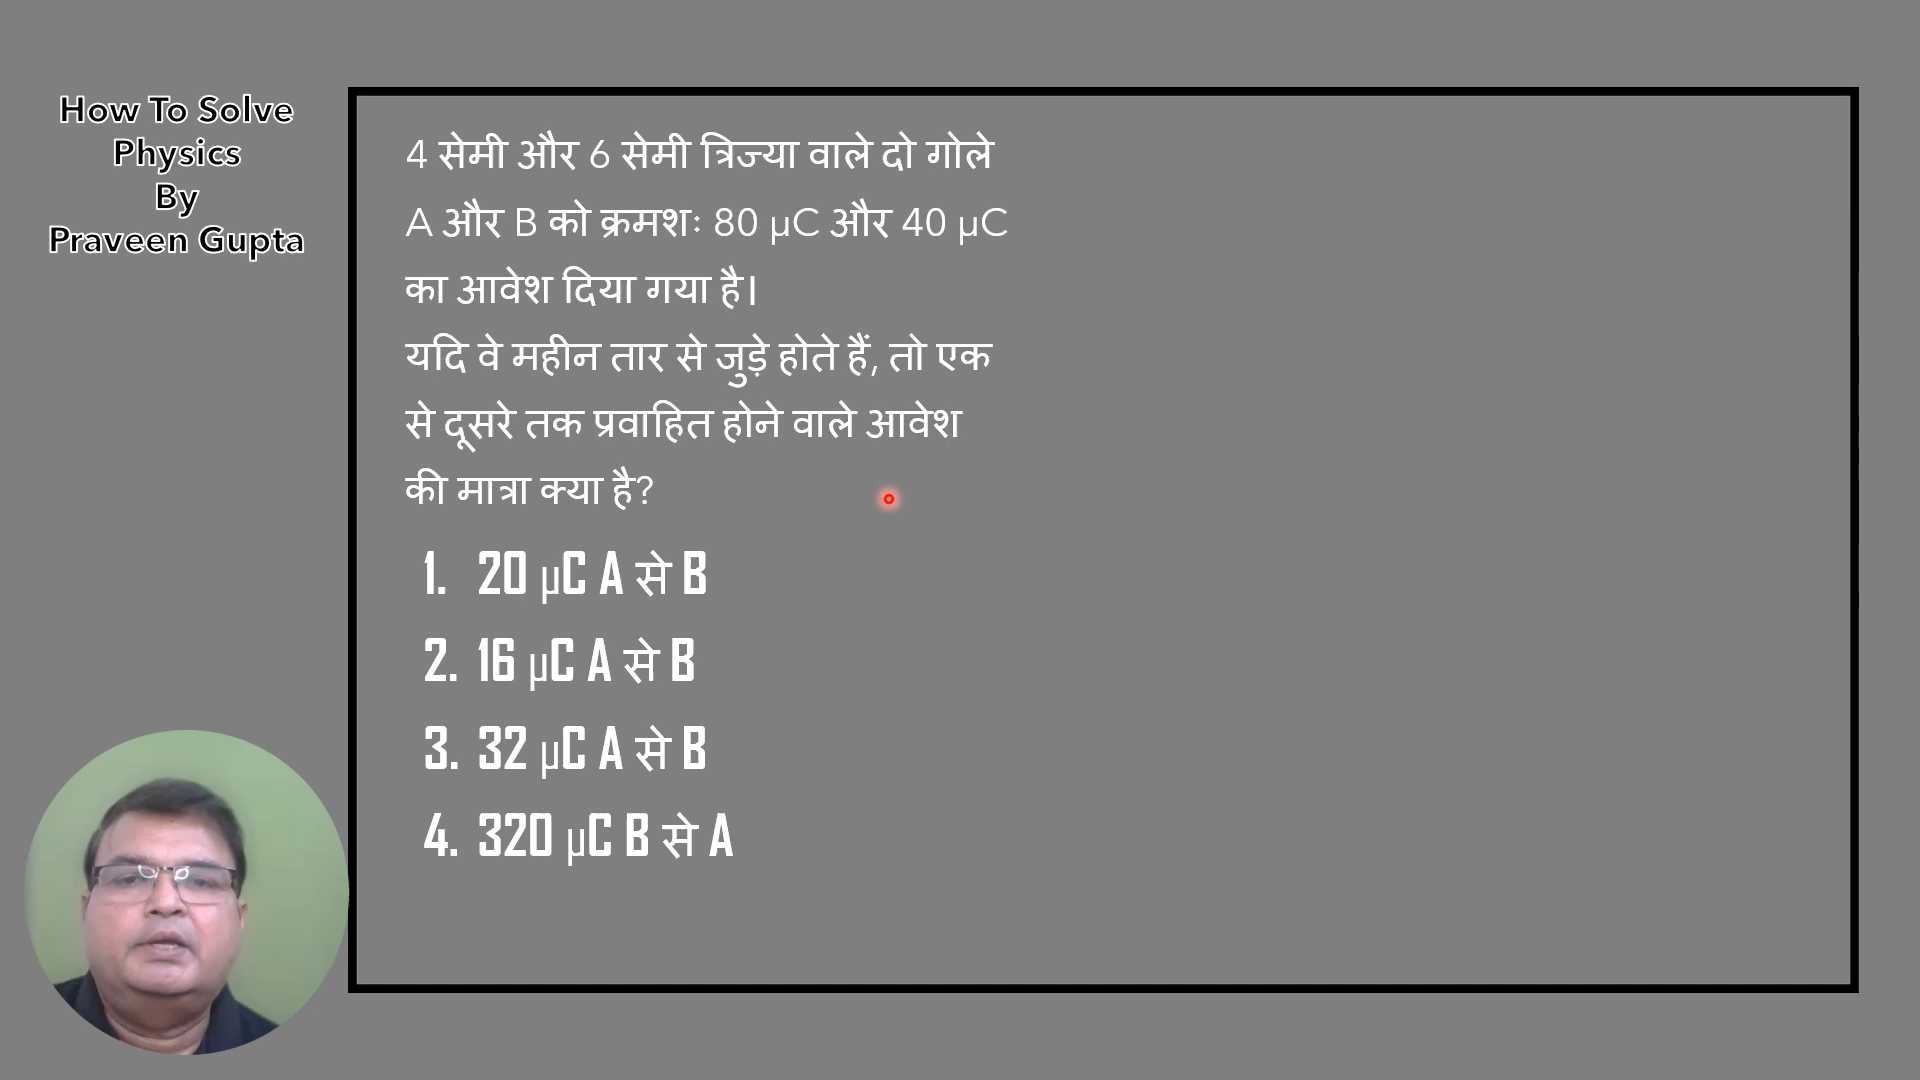 How To Solve
Physics
By
Praveen Gupta
4 सेमी और 6 सेमी त्रिज्या वाले दो गोले
A और B को क्रमशः 80 μC और 40 μC
का आवेश दिया गया है।
यदि वे महीन तार से जुड़े होते हैं, तो एक
से दूसरे तक प्रवाहित होने वाले आवेश
की मात्रा क्या है?
1. 20 μC A से B
2. 16 μC A से B
3. 32 μC A से B
4. 320 μC B से A